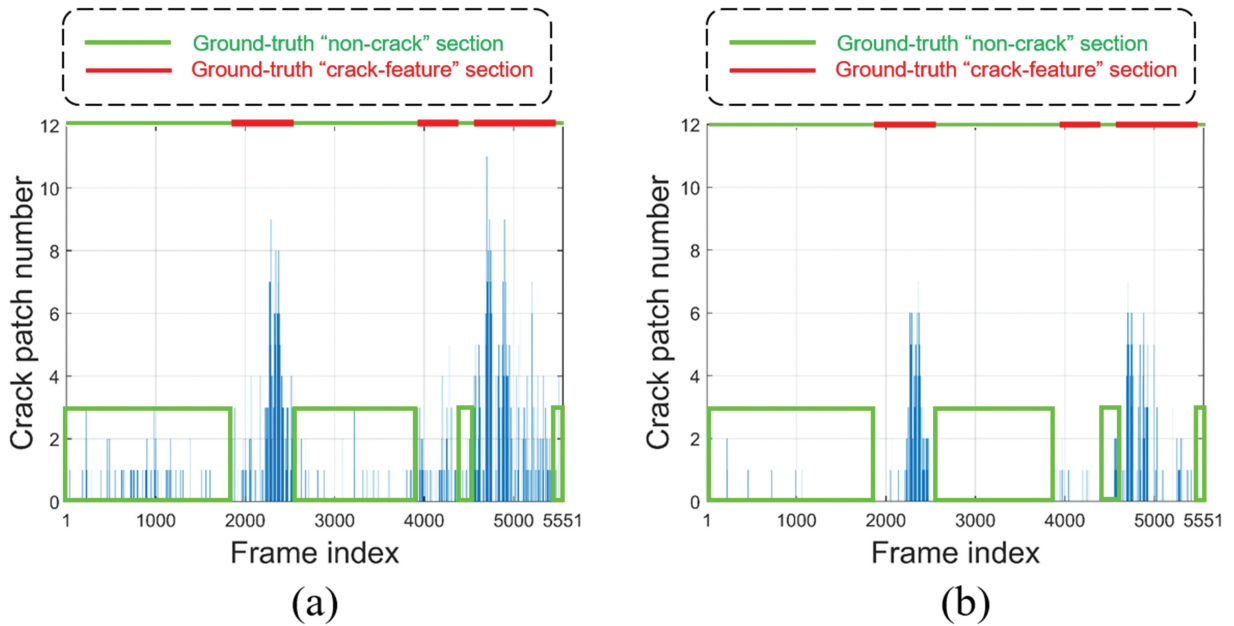 Ground-truth “non-crack” section
Ground-truth “crack-feature” section
12
10
8
6
4
2
0
Crack patch number
1 1000 2000 3000 4000 5000 5551
Frame index
(a)
Ground-truth “non-crack” section
Ground-truth “crack-feature” section
12
10
8
6
4
2
0
Crack patch number
1 1000 2000 3000 4000 5000 5551
Frame index
(b)